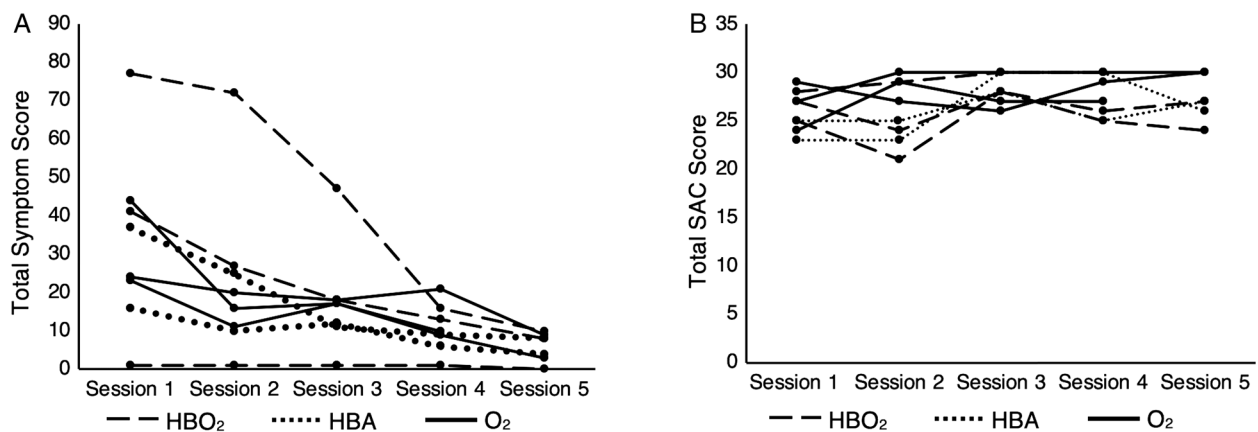 A
90
80
70
60
50
40
30
20
10
0
Total Symptom Score
Session 1 Session 2 Session 3 Session 4 Session 5
HBO₂ HBA O₂
B
35
30
25
20
15
10
5
0
Total SAC Score
Session 1 Session 2 Session 3 Session 4 Session 5
HBO₂ HBA O₂